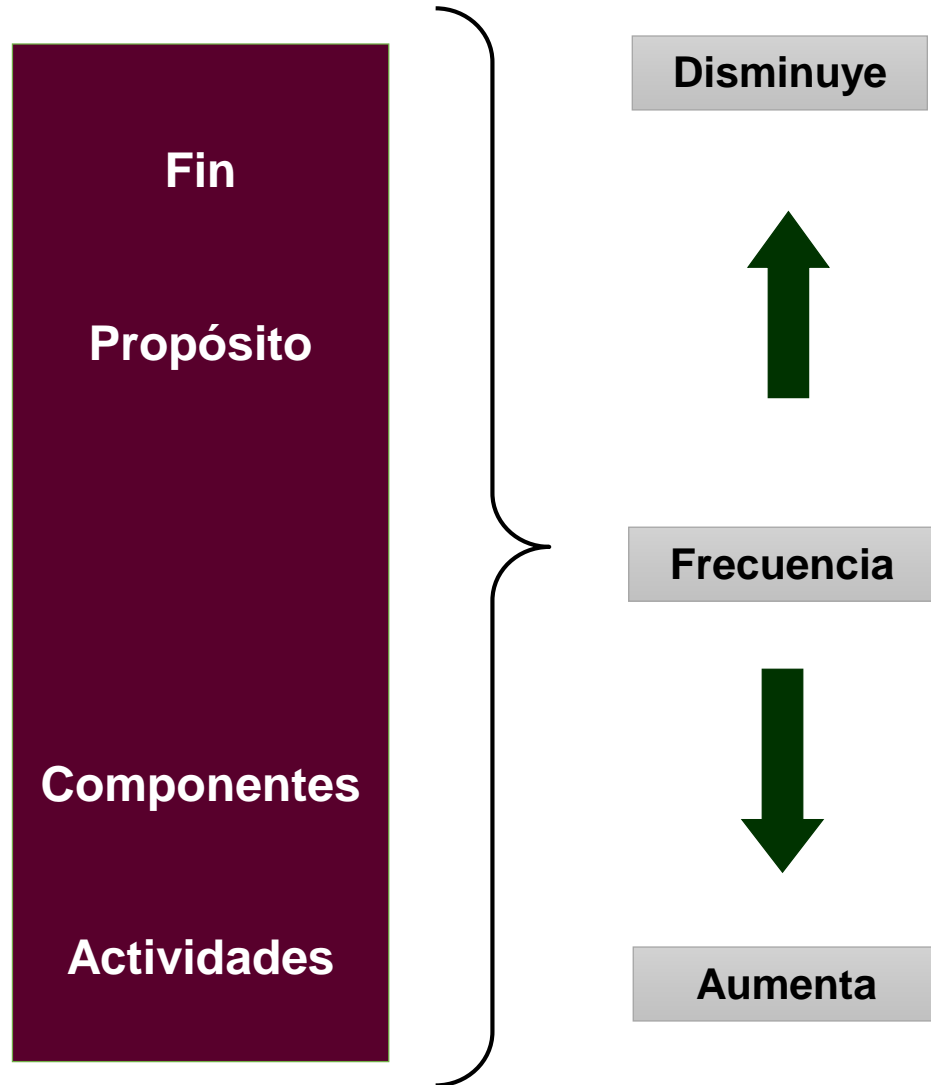 Fin
Propósito
Componentes
Actividades
Disminuye
Frecuencia
Aumenta